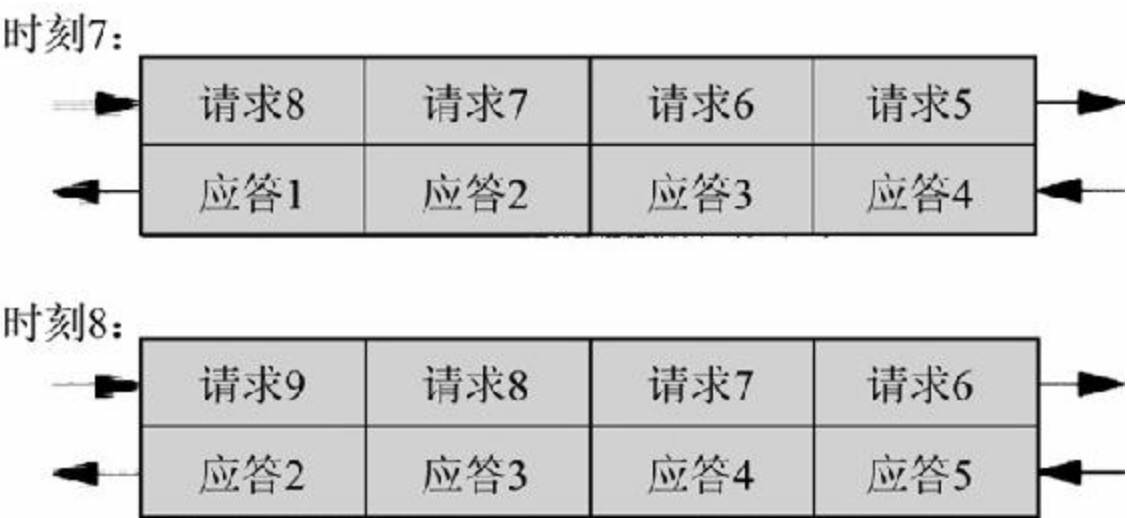 时刻7：
请求8 请求7 请求6 请求5
应答1 应答2 应答3 应答4
时刻8：
请求9 请求8 请求7 请求6
应答2 应答3 应答4 应答5